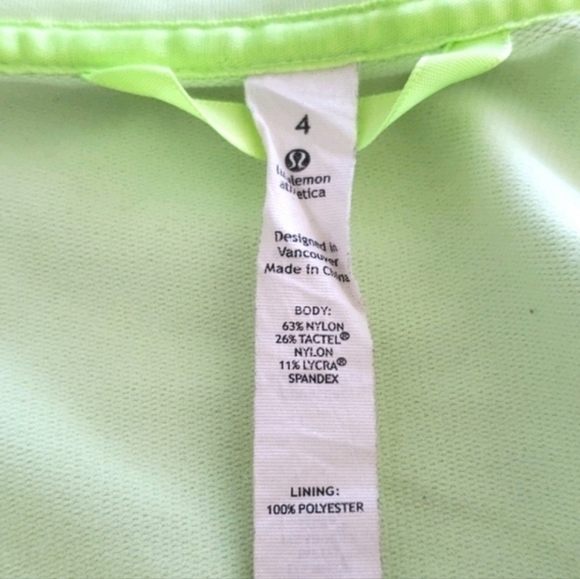 4
lululemon
athletica
Designed in
Vancouver
Made in China
BODY:
63% NYLON
26% TACTEL®
NYLON
11% LYCRA®
SPANDEX
LINING:
100% POLYESTER